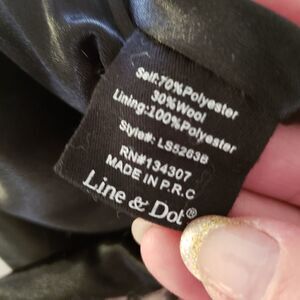 Self:70%Polyester
30%Wool
Lining:100%Polyester
Style#: LS5263B
RN#134307
MADE IN P.R.C
Line & Dot®